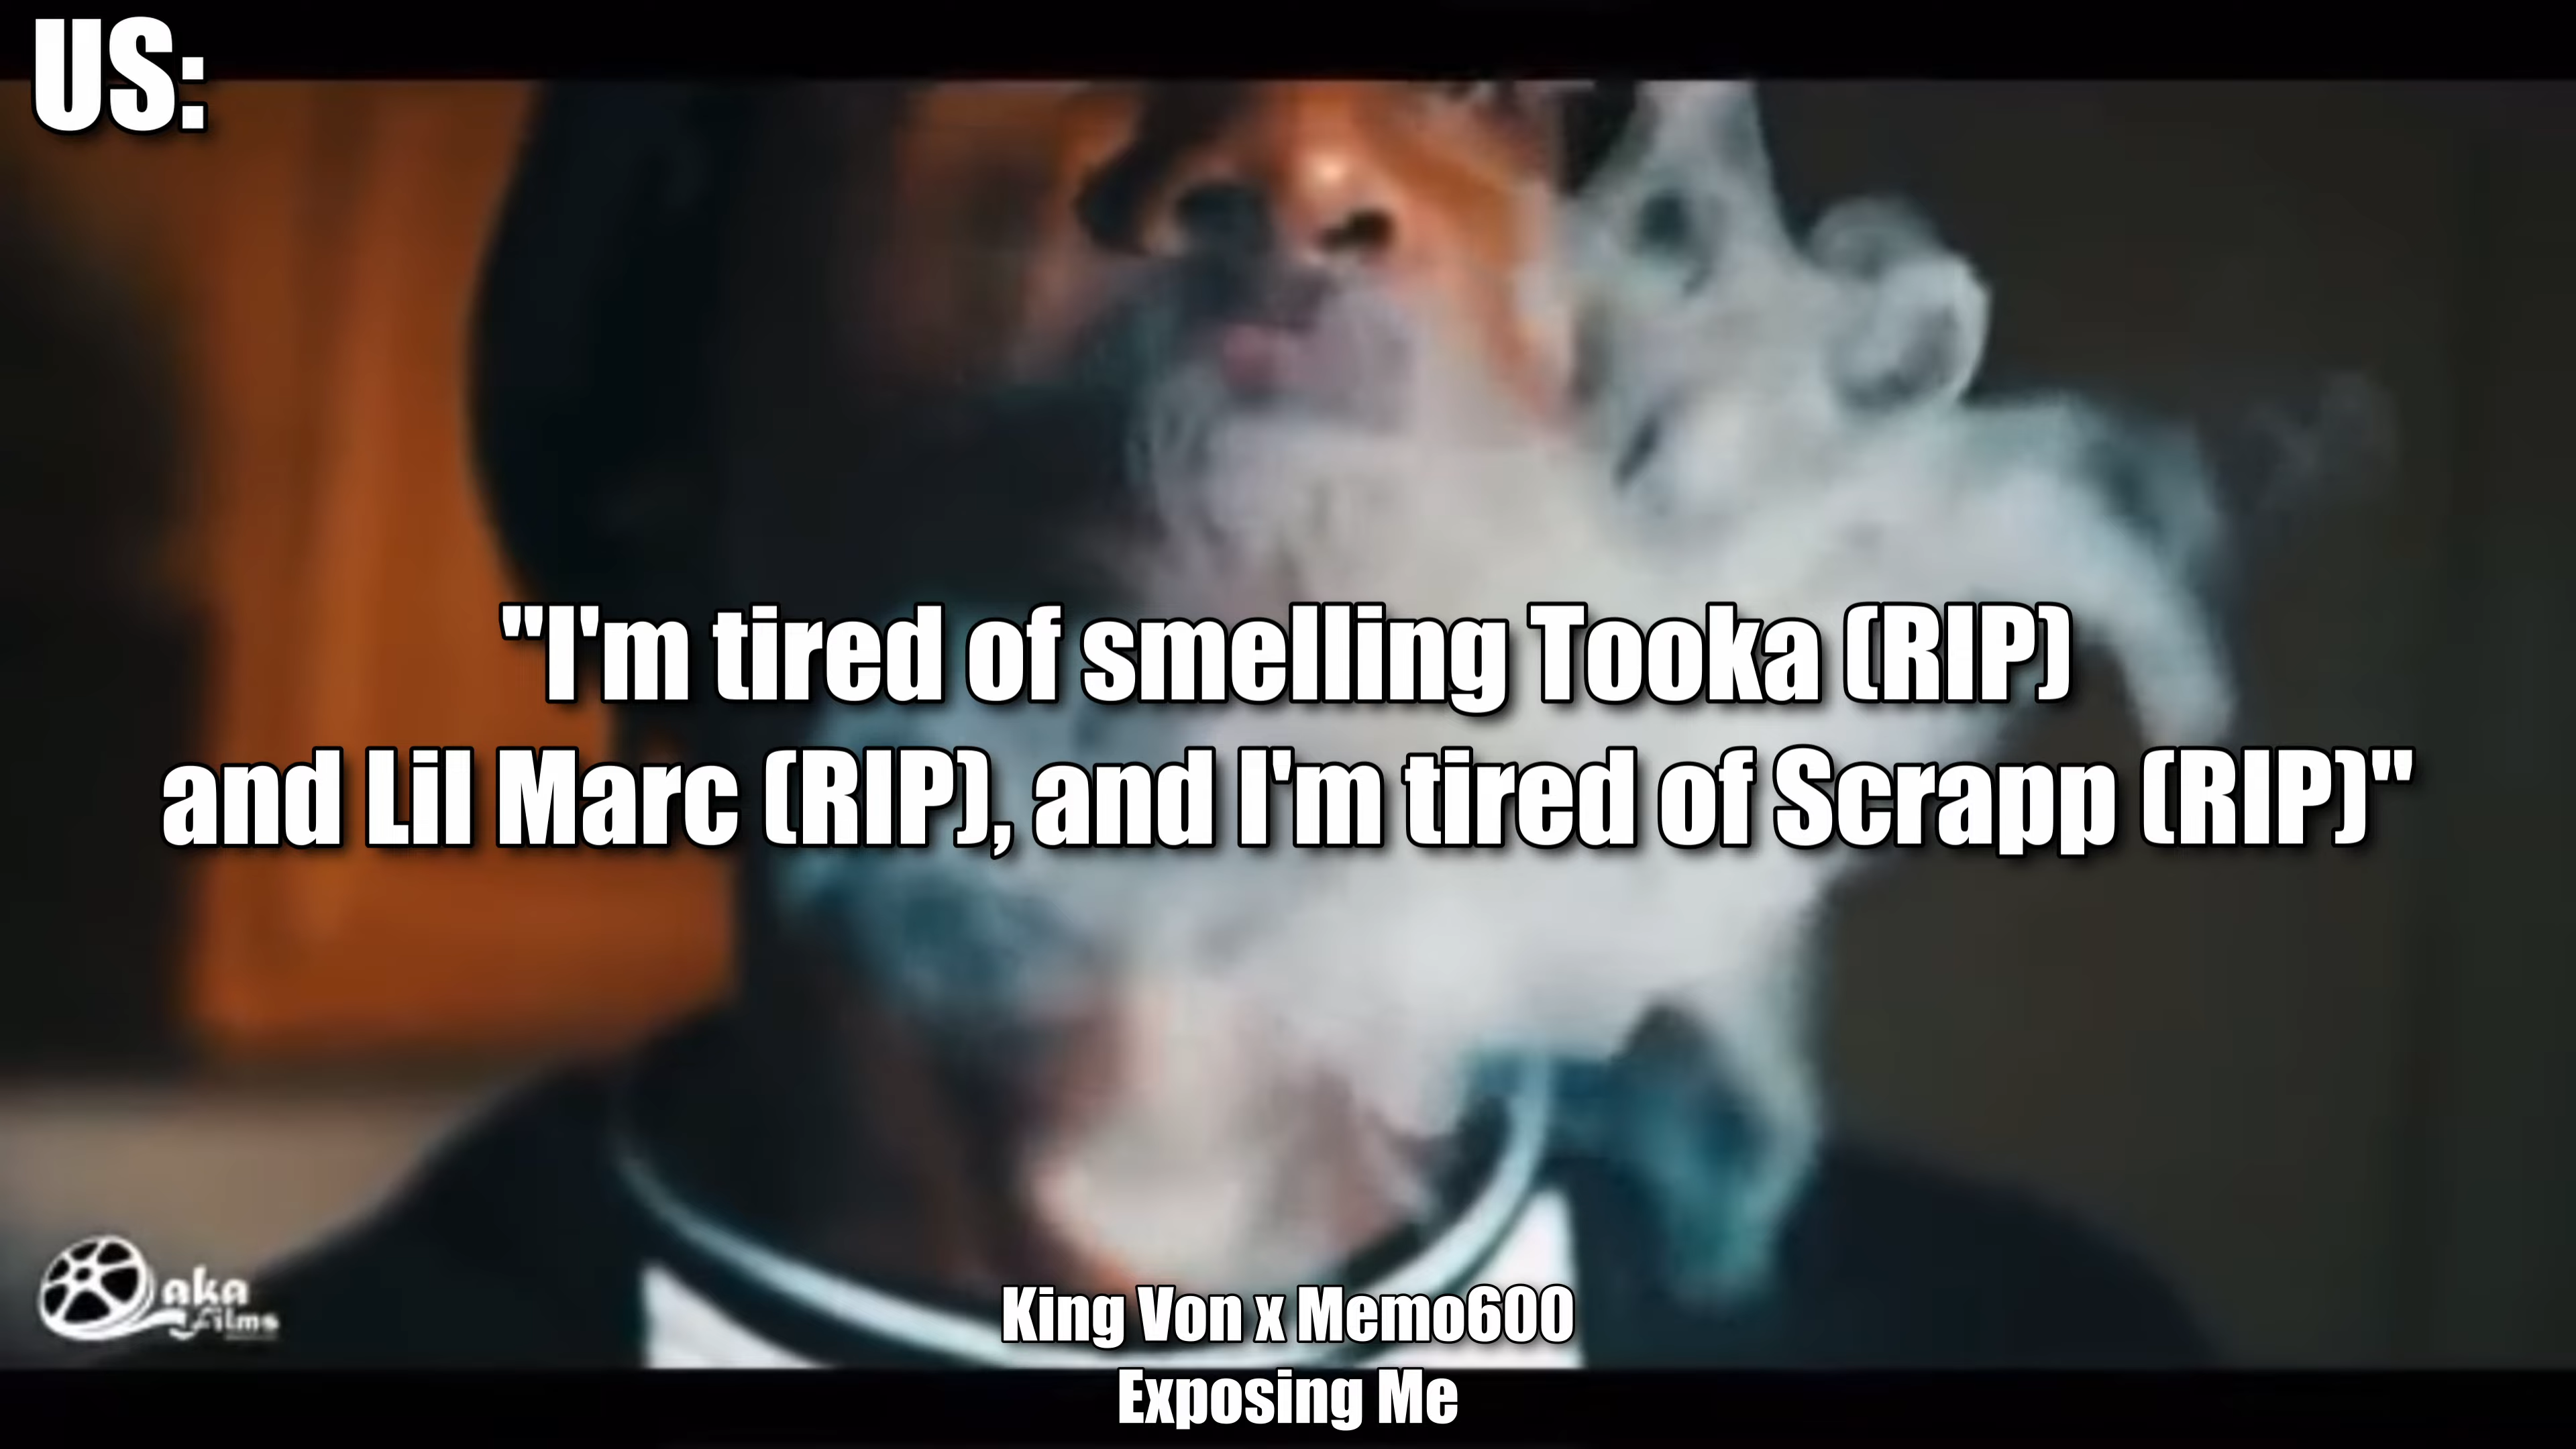 US:
"I'm tired of smelling Tooka (RIP)
and Lil Marc (RIP), and I'm tired of Scrapp (RIP)"
aka
films
King Von x Memo600
Exposing Me